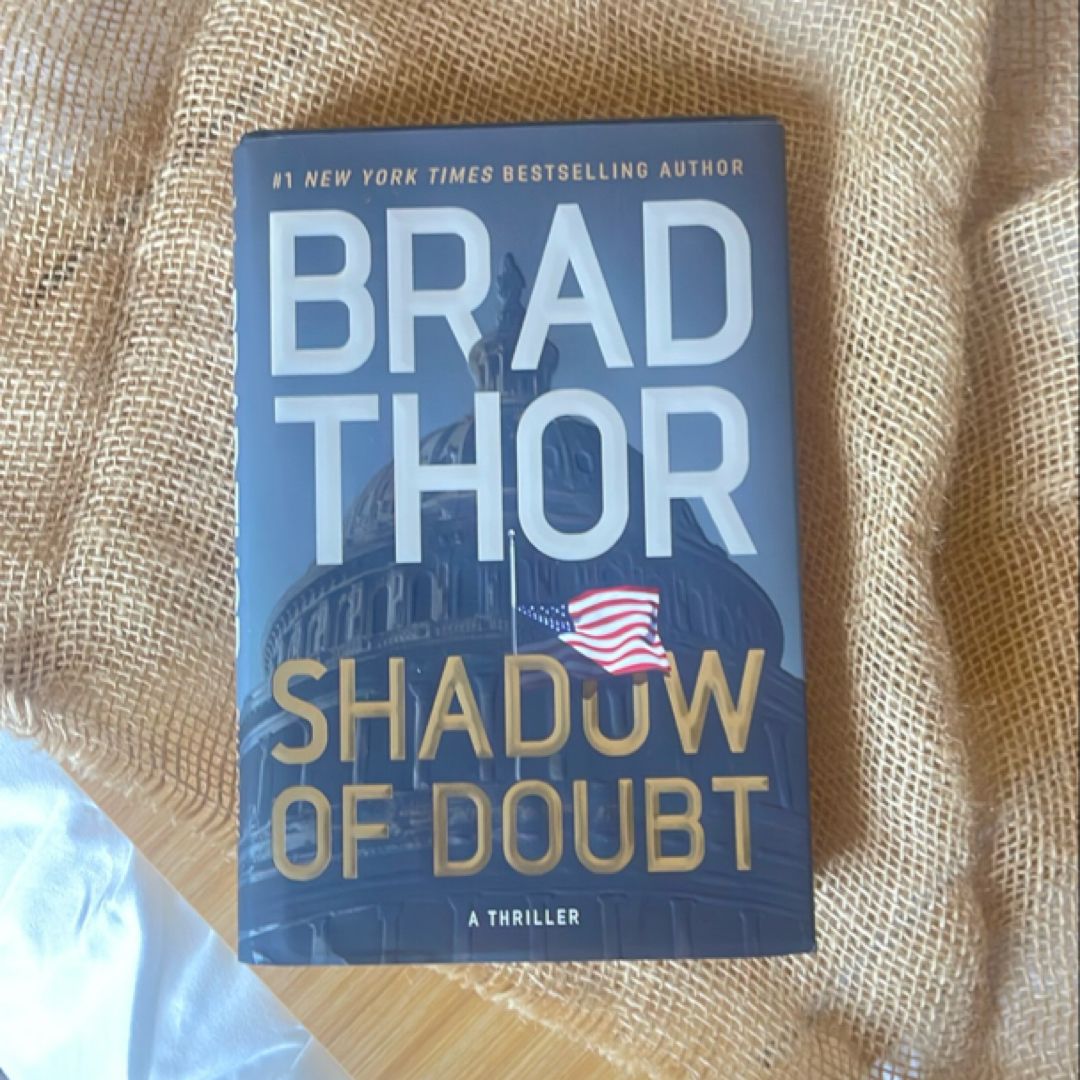 #1 NEW YORK TIMES BESTSELLING AUTHOR
BRAD
THOR
SHADOW
OF DOUBT
A THRILLER